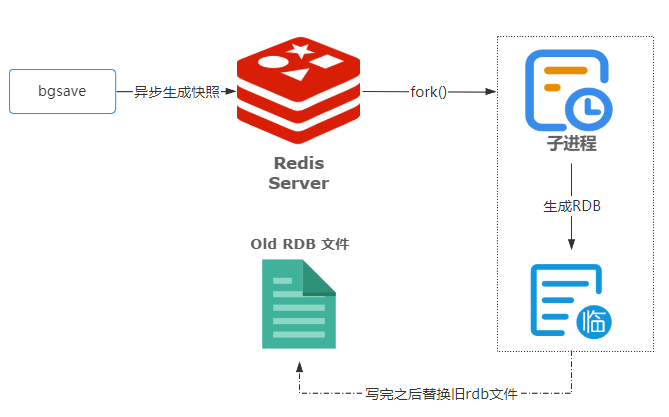 bgsave
异步生成快照
Redis
Server
fork()
子进程
生成RDB
临
Old RDB 文件
写完之后替换旧rdb文件